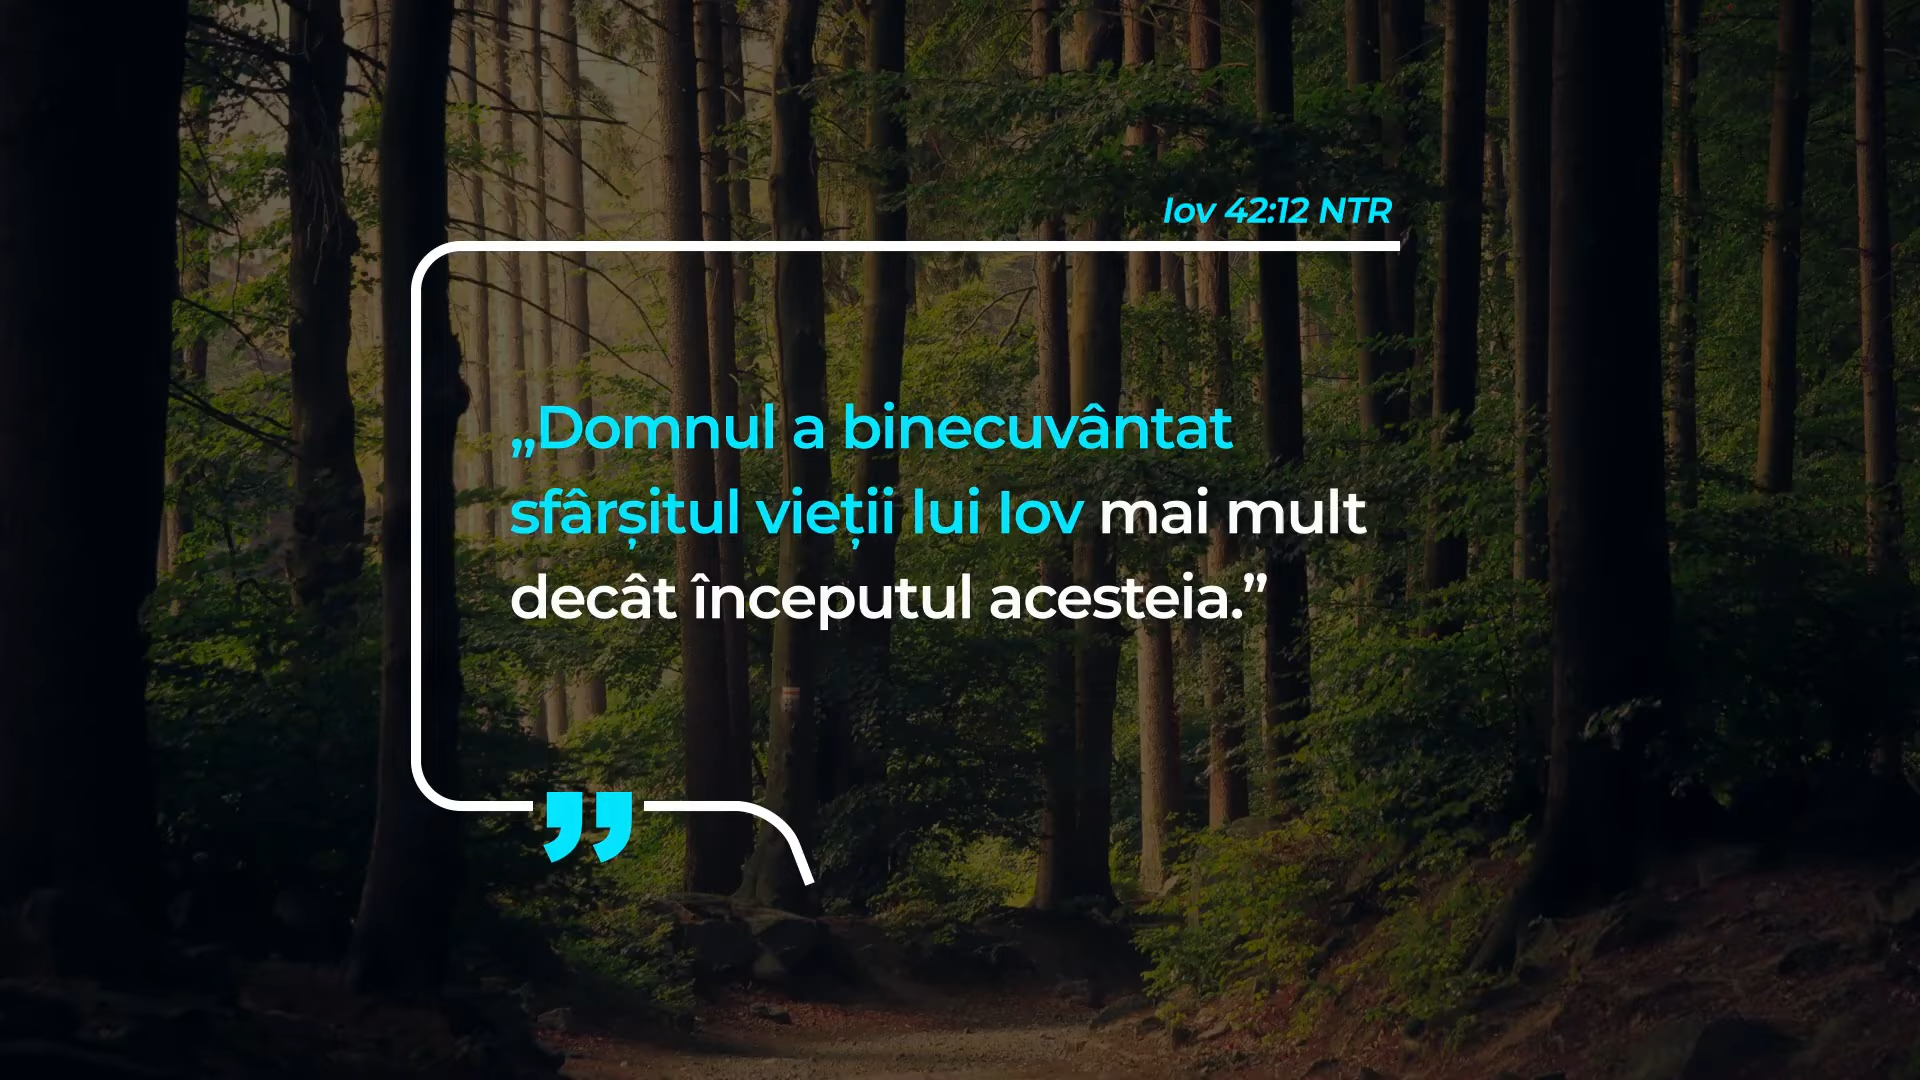 Iov 42:12 NTR
„Domnul a binecuvântat
sfârșitul vieții lui Iov mai mult
decât începutul acesteia.”